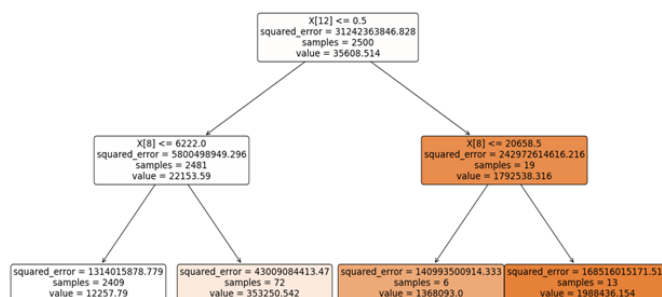 X[12] <= 0.5
squared_error = 31242363846.828
samples = 2500
value = 35608.514
X[8] <= 6222.0
squared_error = 5800498949.296
samples = 2481
value = 22153.59
X[8] <= 20658.5
squared_error = 242972614616.216
samples = 19
value = 1792538.316
squared_error = 1314015878.779
samples = 2409
value = 12257.79
squared_error = 43009084413.47
samples = 72
value = 353250.542
squared_error = 140993500914.333
samples = 6
value = 1368093.0
squared_error = 168516015171.51
samples = 13
value = 1988436.154